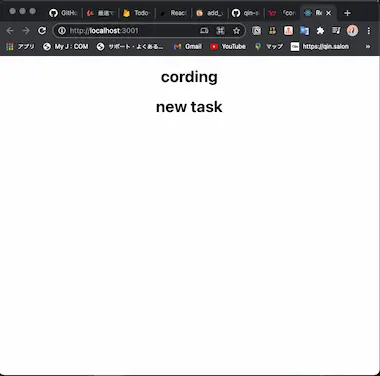 GitHu
最速で
Todo
React
add_
qin-s
「cor
Re
http://localhost:3001
アプリ My J：COM サポート - よくある... Gmail YouTube マップ https://qin.salon
cording
new task